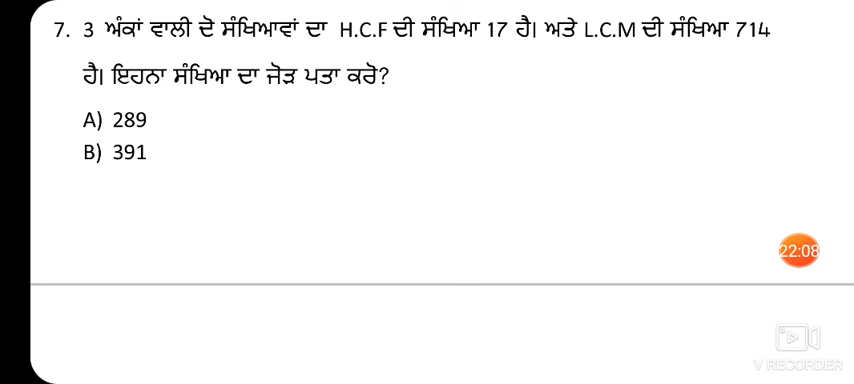 7. 3 ਅੰਕਾਂ ਵਾਲੀ ਦੋ ਸੰਖਿਆਵਾਂ ਦਾ H.C.F ਦੀ ਸੰਖਿਆ 17 ਹੈ। ਅਤੇ L.C.M ਦੀ ਸੰਖਿਆ 714
ਹੈ। ਇਹਨਾ ਸੰਖਿਆ ਦਾ ਜੋੜ ਪਤਾ ਕਰੋ?
A) 289
B) 391
22:08
V RECORDER